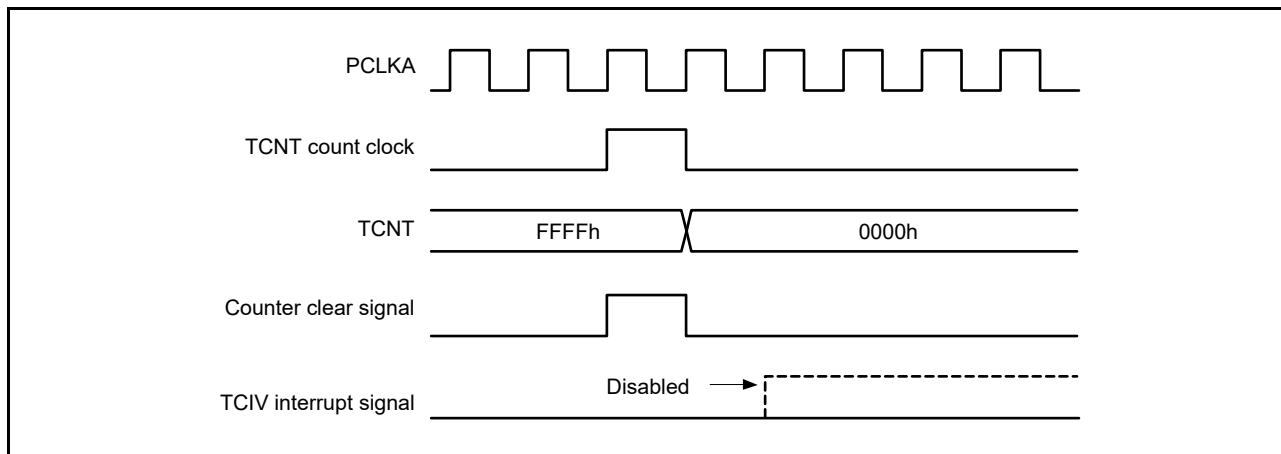 PCLKA
TCNT count clock
TCNT
FFFFh
0000h
Counter clear signal
Disabled
TCIV interrupt signal